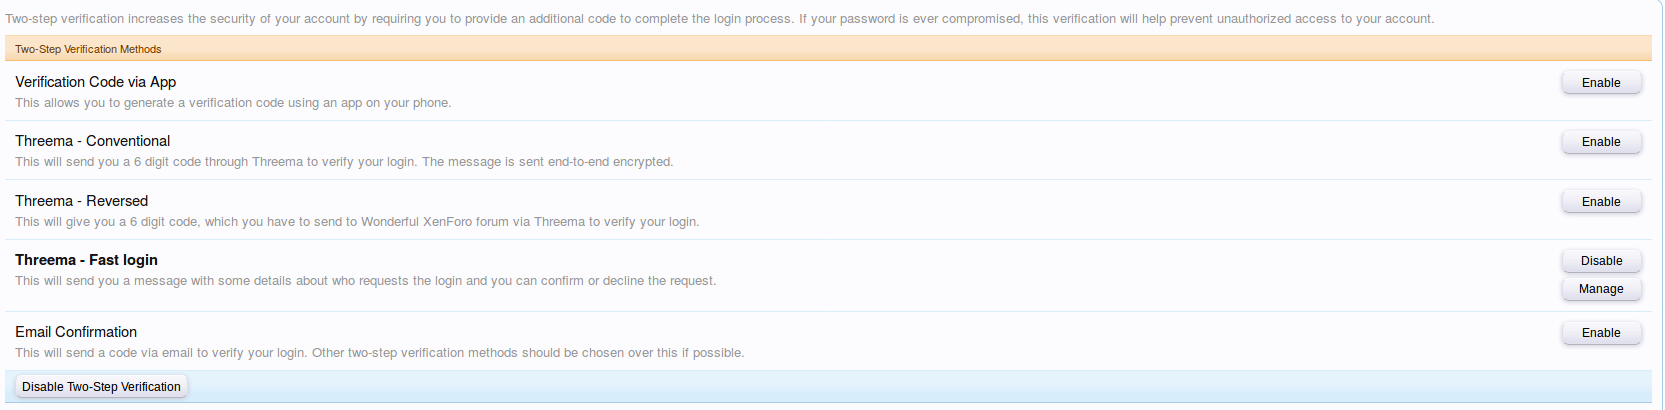 Two-step verification increases the security of your account by requiring you to provide an additional code to complete the login process. If your password is ever compromised, this verification will help prevent unauthorized access to your account.
Two-Step Verification Methods
Verification Code via App
Enable
This allows you to generate a verification code using an app on your phone.
Threema - Conventional
Enable
This will send you a 6 digit code through Threema to verify your login. The message is sent end-to-end encrypted.
Threema - Reversed
Enable
This will give you a 6 digit code, which you have to send to Wonderful XenForo forum via Threema to verify your login.
Threema - Fast login
Disable
This will send you a message with some details about who requests the login and you can confirm or decline the request.
Manage
Email Confirmation
Enable
This will send a code via email to verify your login. Other two-step verification methods should be chosen over this if possible.
Disable Two-Step Verification